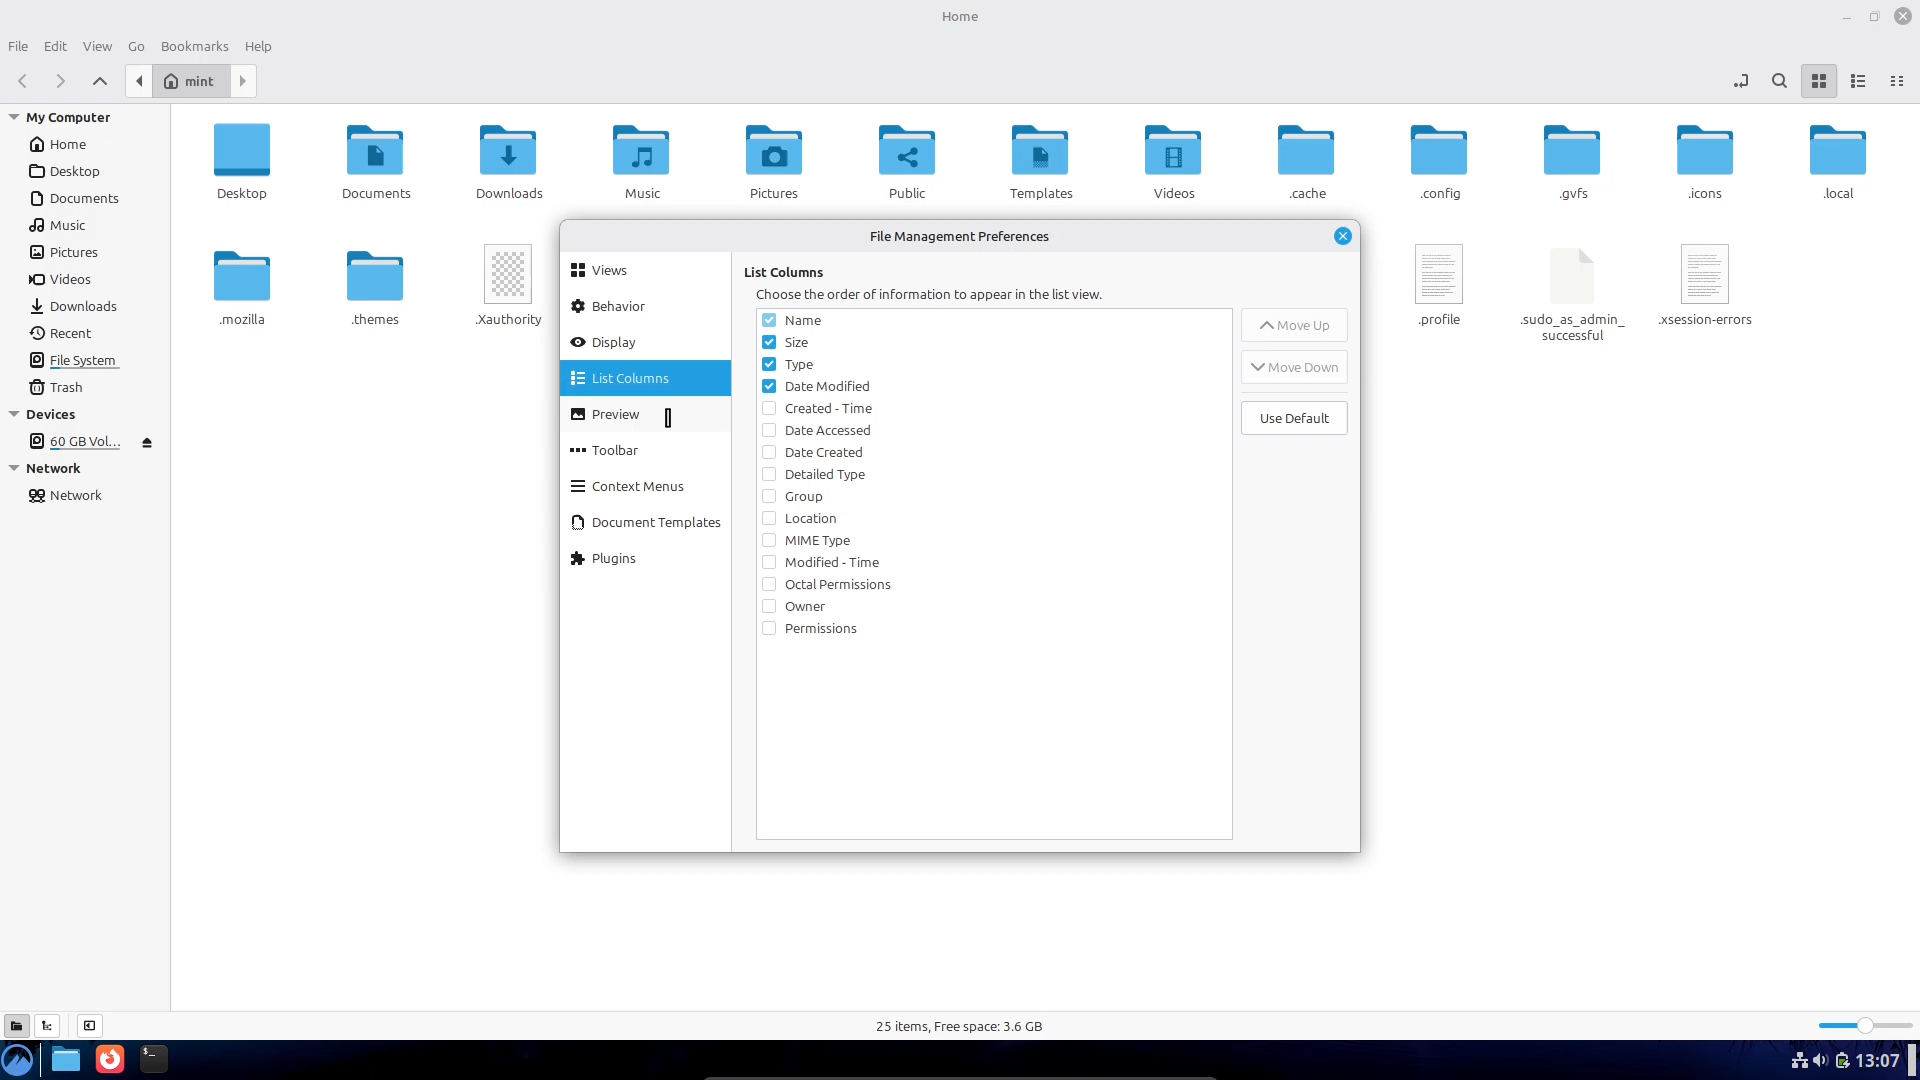 Home
File Edit View Go Bookmarks Help
mint
My Computer
Home
Desktop
Documents
Music
Pictures
Videos
Downloads
Recent
File System
Trash
Devices
60 GB Vol...
Network
Network
Desktop Documents Downloads Music Pictures Public Templates Videos .cache .config .gvfs .icons .local
.mozilla .themes .Xauthority .profile .sudo_as_admin_ .xsession-errors
successful
File Management Preferences
Views
Behavior
Display
List Columns
Preview
Toolbar
Context Menus
Document Templates
Plugins
List Columns
Choose the order of information to appear in the list view.
Name
Size
Type
Date Modified
Created - Time
Date Accessed
Date Created
Detailed Type
Group
Location
MIME Type
Modified - Time
Octal Permissions
Owner
Permissions
Move Up
Move Down
Use Default
25 items, Free space: 3.6 GB
13:07